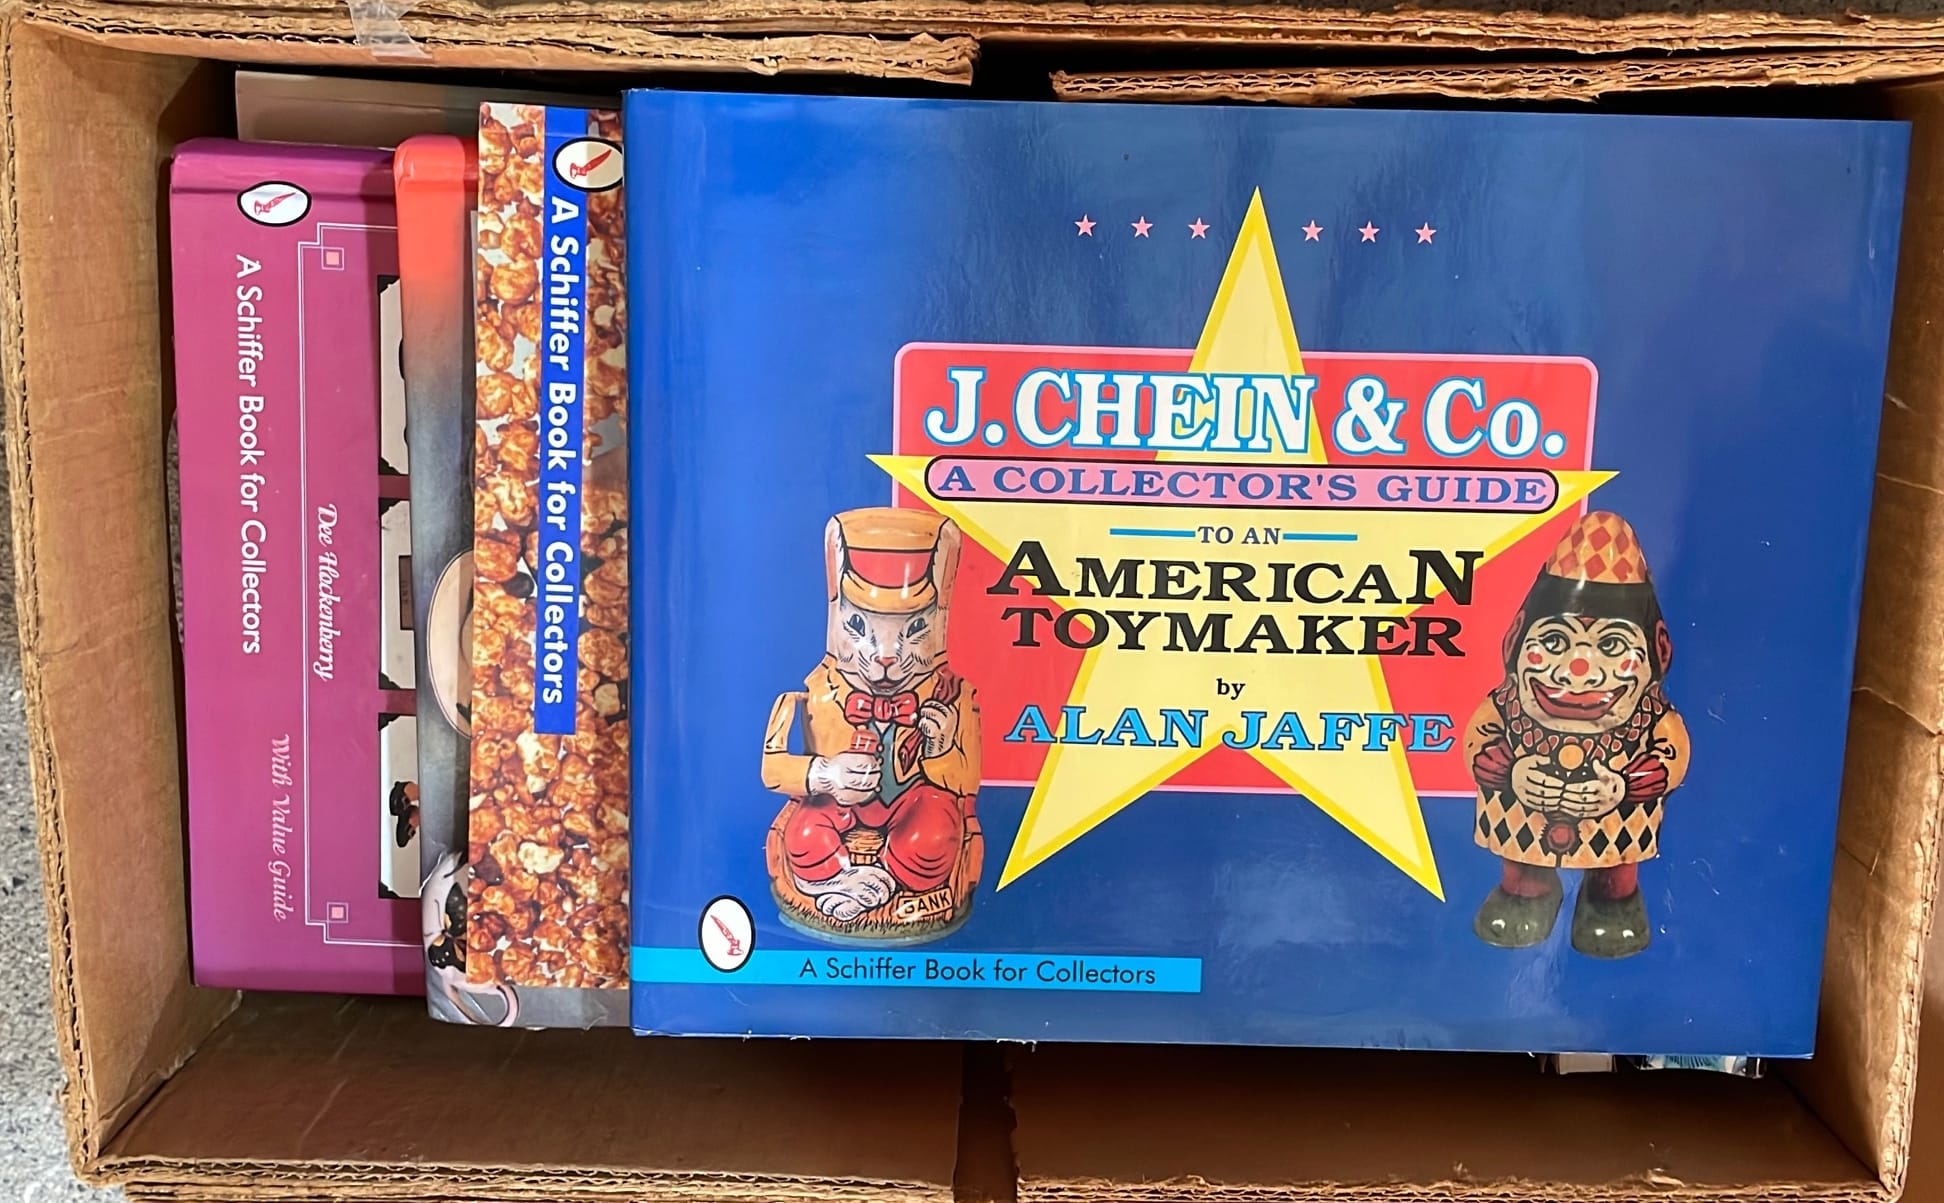 A Schiffer Book for Collectors
Dee Hockenberry
With Value Guide
A Schiffer Book for Collectors
J. CHEIN & Co.
A COLLECTOR'S GUIDE
TO AN
AMERICAN
TOYMAKER
by
ALAN JAFFE
BANK
A Schiffer Book for Collectors